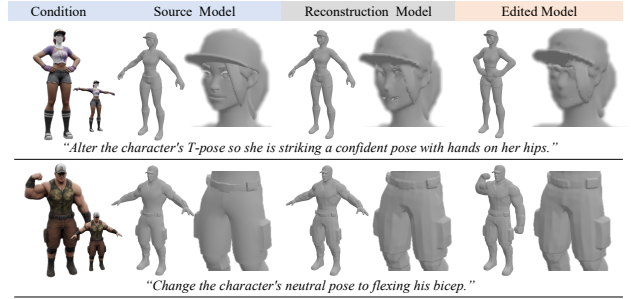 Condition Source Model Reconstruction Model Edited Model
“Alter the character's T-pose so she is striking a confident pose with hands on her hips.”
“Change the character's neutral pose to flexing his bicep.”